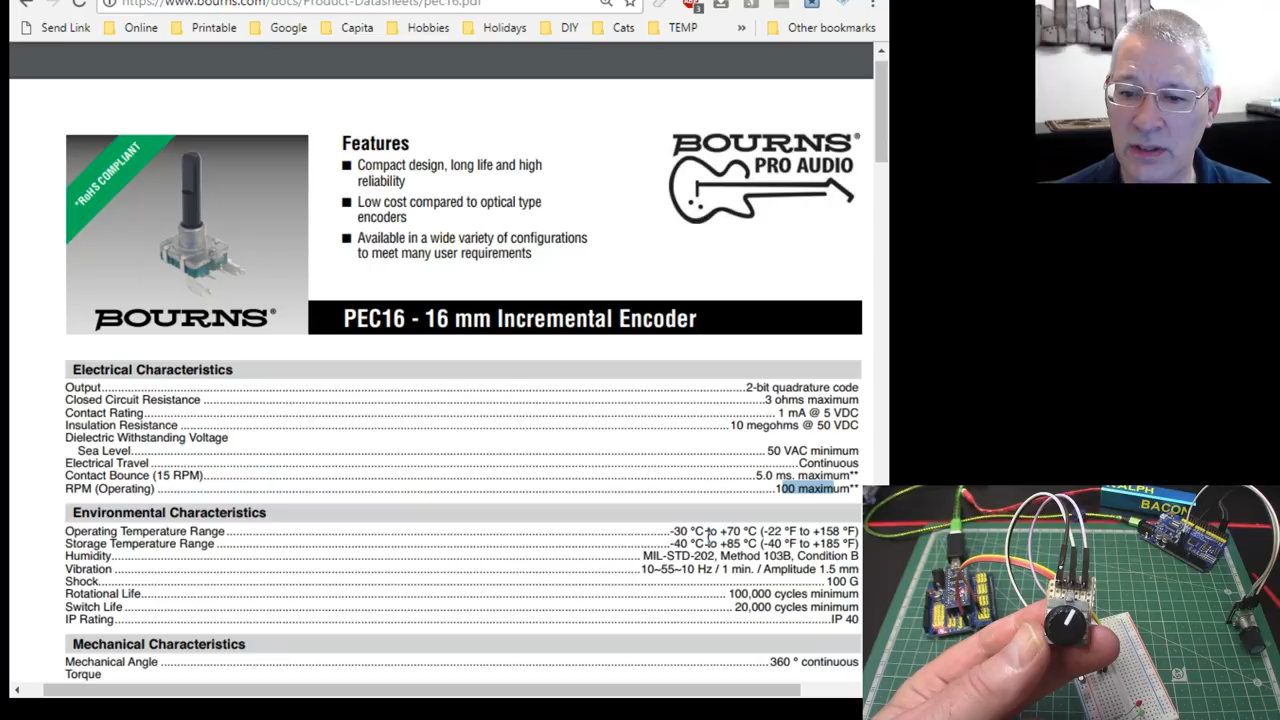 https://www.bourns.com/docs/Product-Datasheets/pec16.pdf
Send Link Online Printable Google Capita Hobbies Holidays DIY Cats TEMP » Other bookmarks
*RoHS COMPLIANT
BOURNS®
Features
■ Compact design, long life and high
reliability
■ Low cost compared to optical type
encoders
■ Available in a wide variety of configurations
to meet many user requirements
BOURNS®
PRO AUDIO
PEC16 - 16 mm Incremental Encoder
Electrical Characteristics
Output 2-bit quadrature code
Closed Circuit Resistance 3 ohms maximum
Contact Rating 1 mA @ 5 VDC
Insulation Resistance 10 megohms @ 50 VDC
Dielectric Withstanding Voltage
Sea Level 50 VAC minimum
Electrical Travel Continuous
Contact Bounce (15 RPM) 5.0 ms. maximum**
RPM (Operating) 100 maximum**
Environmental Characteristics
Operating Temperature Range -30 °C to +70 °C (-22 °F to +158 °F)
Storage Temperature Range -40 °C to +85 °C (-40 °F to +185 °F)
Humidity MIL-STD-202, Method 103B, Condition B
Vibration 10~55~10 Hz / 1 min. / Amplitude 1.5 mm
Shock 100 G
Rotational Life 100,000 cycles minimum
Switch Life 20,000 cycles minimum
IP Rating IP 40
Mechanical Characteristics
Mechanical Angle 360 ° continuous
Torque
RALPH
BACON